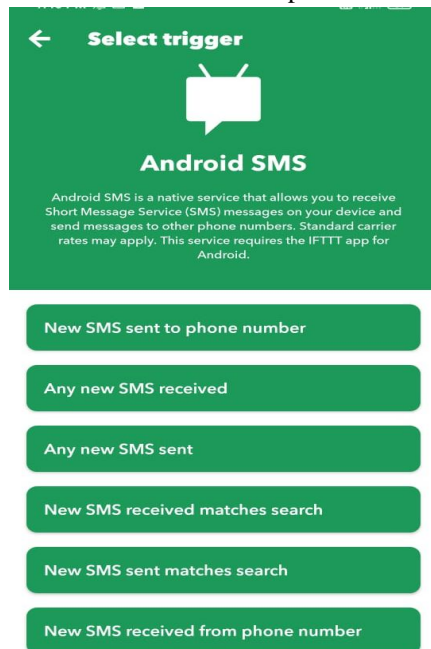 Select trigger
Android SMS
Android SMS is a native service that allows you to receive
Short Message Service (SMS) messages on your device and
send messages to other phone numbers. Standard carrier
rates may apply. This service requires the IFTTT app for
Android.
New SMS sent to phone number
Any new SMS received
Any new SMS sent
New SMS received matches search
New SMS sent matches search
New SMS received from phone number